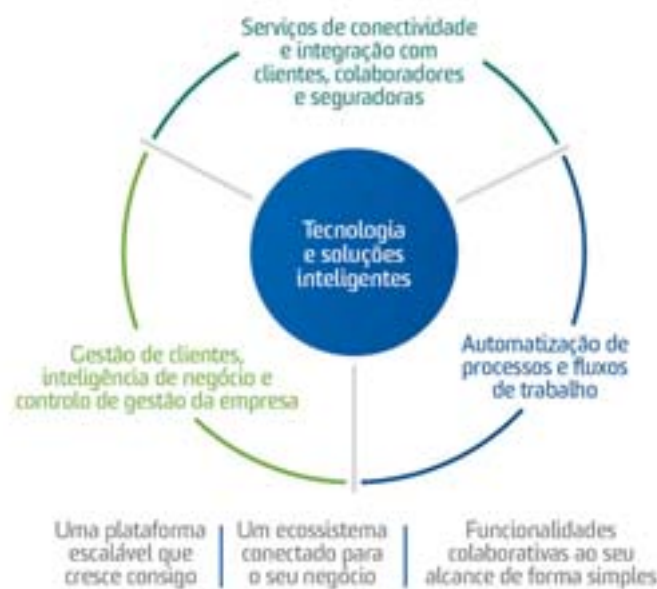 Serviços de conectividade
e integração com
clientes, colaboradores
e seguradoras
Tecnologia
e soluções
inteligentes
Gestão de clientes,
inteligência de negócio e
controlo de gestão da empresa
Automatização de
processos e fluxos
de trabalho
Uma plataforma
escalável que
cresce consigo
Um ecossistema
conectado para
o seu negócio
Funcionalidades
colaborativas ao seu
alcance de forma simples